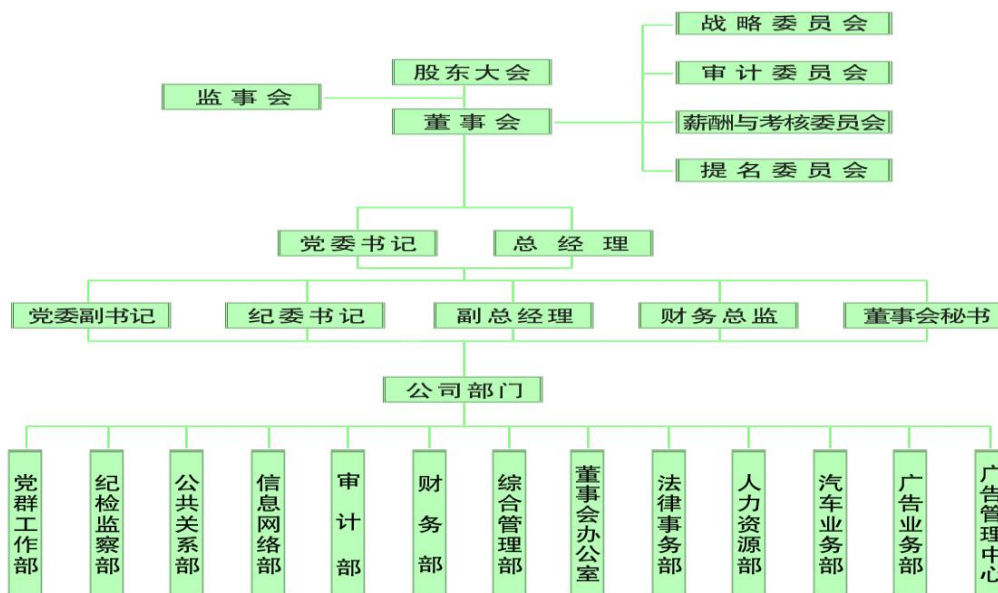 战略委员会
股东大会
审计委员会
监事会
董事会
薪酬与考核委员会
提名委员会
党委书记
总经理
党委副书记
纪委书记
副总经理
财务总监
董事会秘书
公司部门
党群工作部
纪检监察部
公共关系部
信息网络部
审计部
财务部
综合管理部
董事会办公室
法律事务部
人力资源部
汽车业务部
广告业务部
广告管理中心